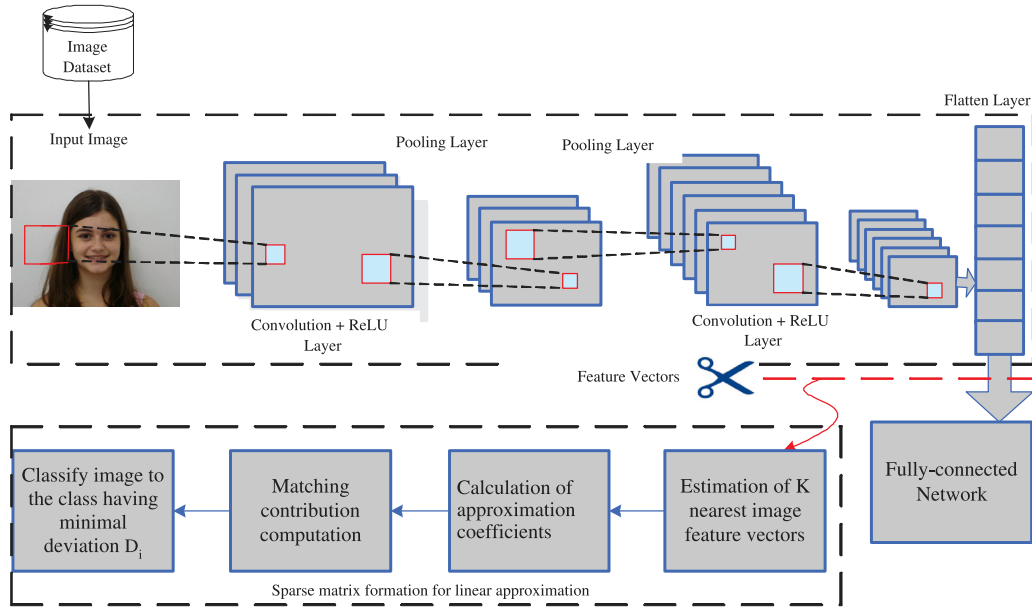 Image
Dataset
Flatten Layer
Input Image
Pooling Layer
Pooling Layer
Convolution + ReLU
Layer
Convolution + ReLU
Layer
Feature Vectors
Classify image to
the class having
minimal
deviation Di
Matching
contribution
computation
Calculation of
approximation
coefficients
Estimation of K
nearest image
feature vectors
Fully-connected
Network
Sparse matrix formation for linear approximation